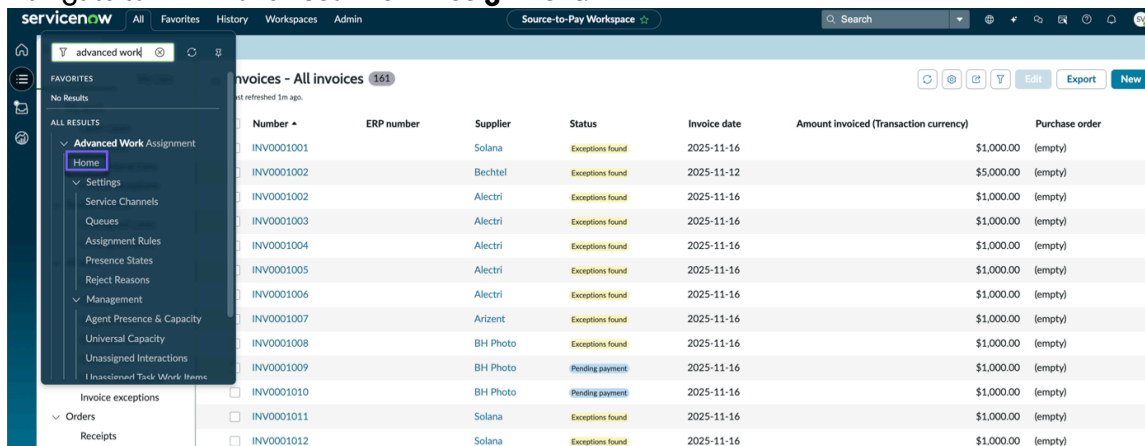 servicenow All Favorites History Workspaces Admin Source-to-Pay Workspace Search
advanced work
FAVORITES
No Results
ALL RESULTS
Advanced Work Assignment
Home
Settings
Service Channels
Queues
Assignment Rules
Presence States
Reject Reasons
Management
Agent Presence & Capacity
Universal Capacity
Unassigned Interactions
Unassigned Task Work Items
Invoice exceptions
Orders
Receipts
nvoices - All invoices 161
st refreshed 1m ago.
Edit Export New
Number ERP number Supplier Status Invoice date Amount invoiced (Transaction currency) Purchase order
INV0001001 Solana Exceptions found 2025-11-16 $1,000.00 (empty)
INV0001002 Bechtel Exceptions found 2025-11-12 $5,000.00 (empty)
INV0001002 Alectri Exceptions found 2025-11-16 $1,000.00 (empty)
INV0001003 Alectri Exceptions found 2025-11-16 $1,000.00 (empty)
INV0001004 Alectri Exceptions found 2025-11-16 $1,000.00 (empty)
INV0001005 Alectri Exceptions found 2025-11-16 $1,000.00 (empty)
INV0001006 Alectri Exceptions found 2025-11-16 $1,000.00 (empty)
INV0001007 Arizent Exceptions found 2025-11-16 $1,000.00 (empty)
INV0001008 BH Photo Exceptions found 2025-11-16 $1,000.00 (empty)
INV0001009 BH Photo Pending payment 2025-11-16 $1,000.00 (empty)
INV0001010 BH Photo Pending payment 2025-11-16 $1,000.00 (empty)
INV0001011 Solana Exceptions found 2025-11-16 $1,000.00 (empty)
INV0001012 Solana Exceptions found 2025-11-16 $1,000.00 (empty)